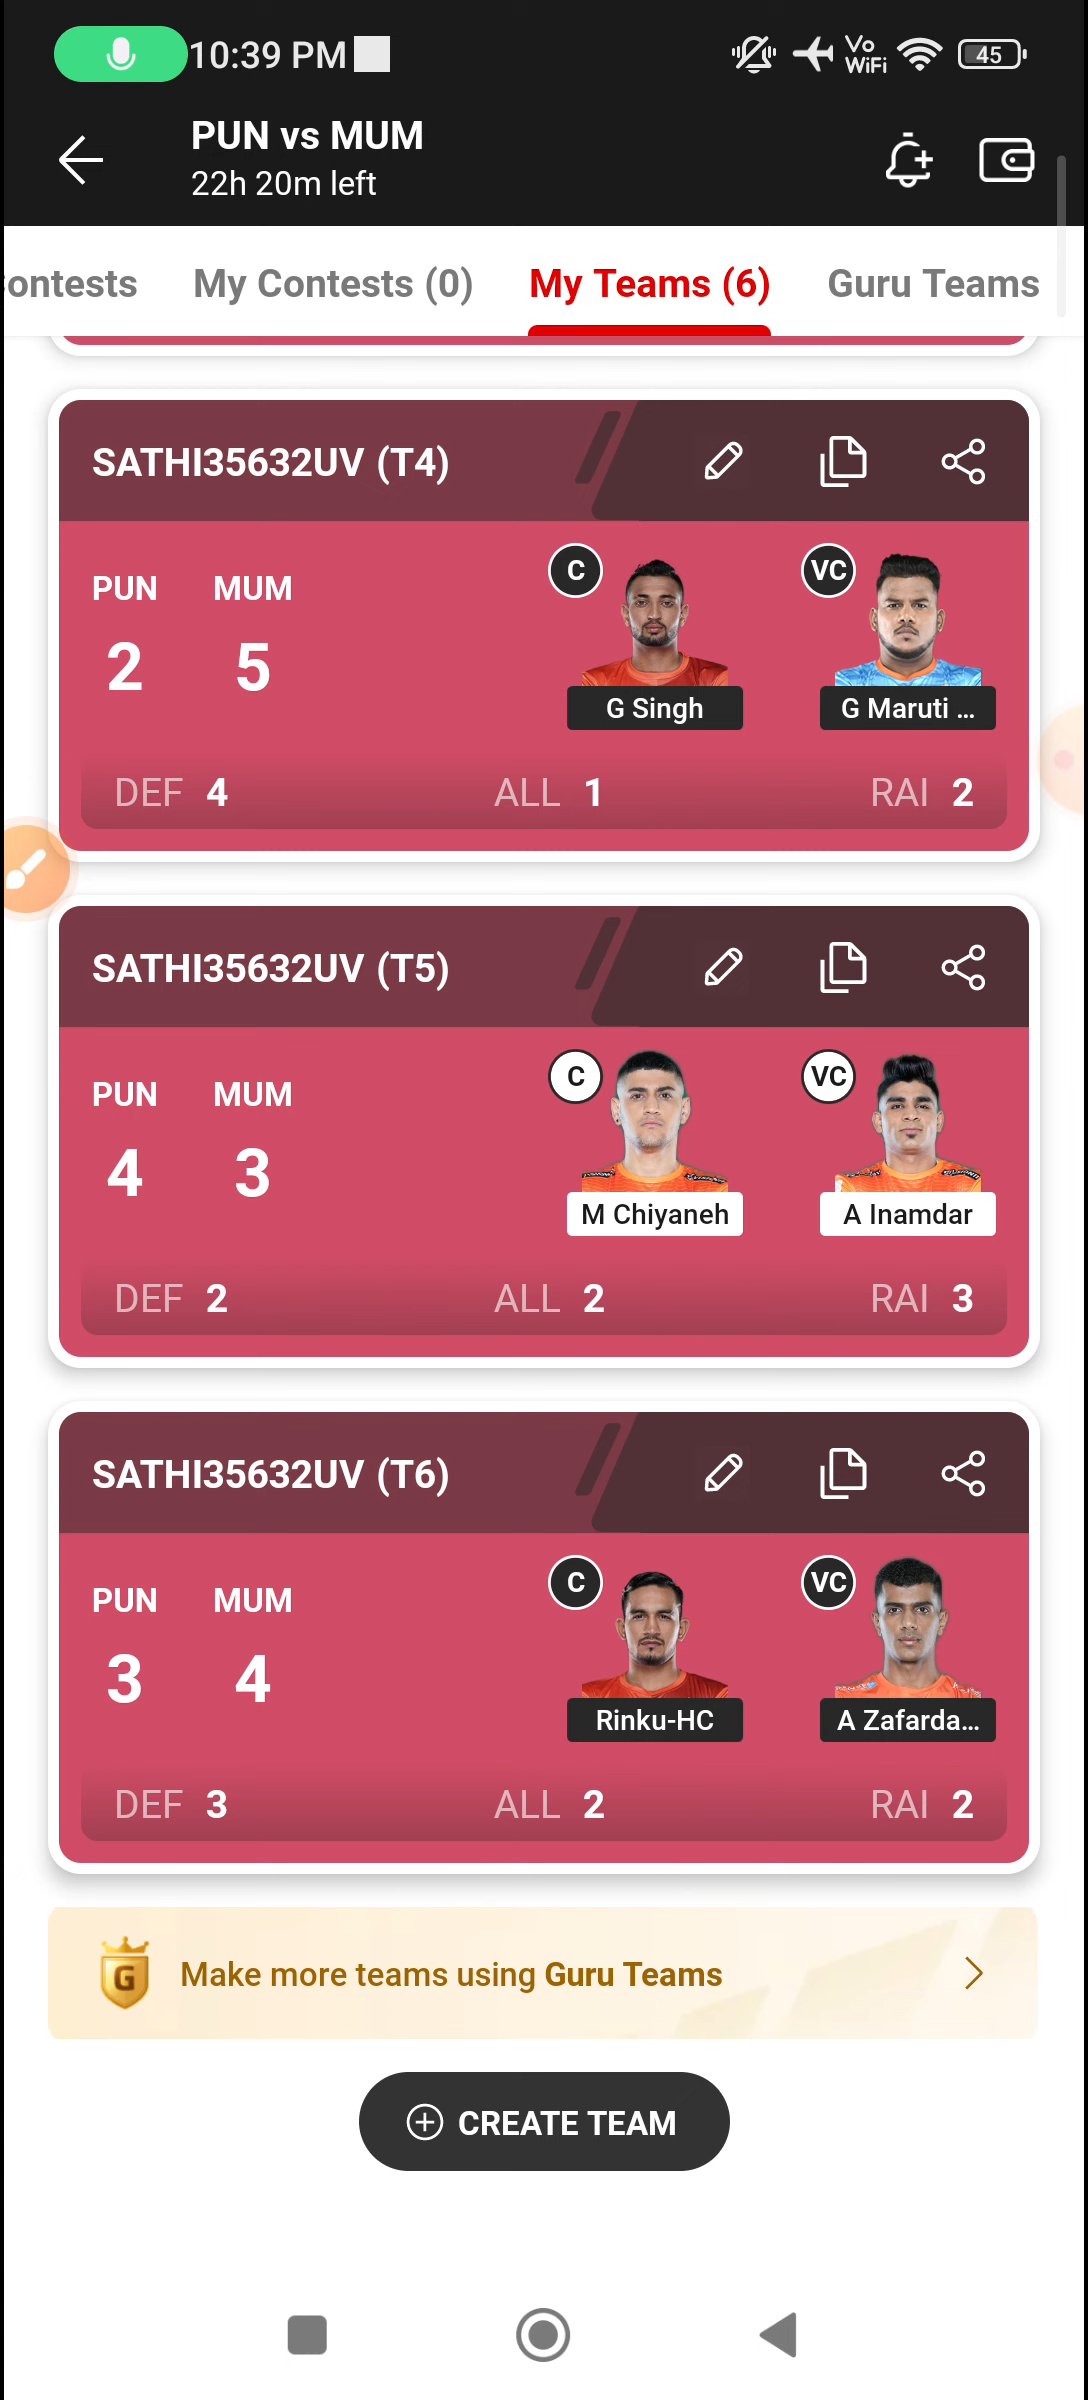 10:39 PM
Vo
WiFi
45
PUN vs MUM
22h 20m left
ontests
My Contests (0)
My Teams (6)
Guru Teams
SATHI35632UV (T4)
PUN MUM
2 5
C
VC
G Singh
G Maruti ...
DEF 4
ALL 1
RAI 2
SATHI35632UV (T5)
PUN MUM
4 3
C
VC
M Chiyaneh
A Inamdar
DEF 2
ALL 2
RAI 3
SATHI35632UV (T6)
PUN MUM
3 4
C
VC
Rinku-HC
A Zafarda...
DEF 3
ALL 2
RAI 2
G
Make more teams using Guru Teams
CREATE TEAM